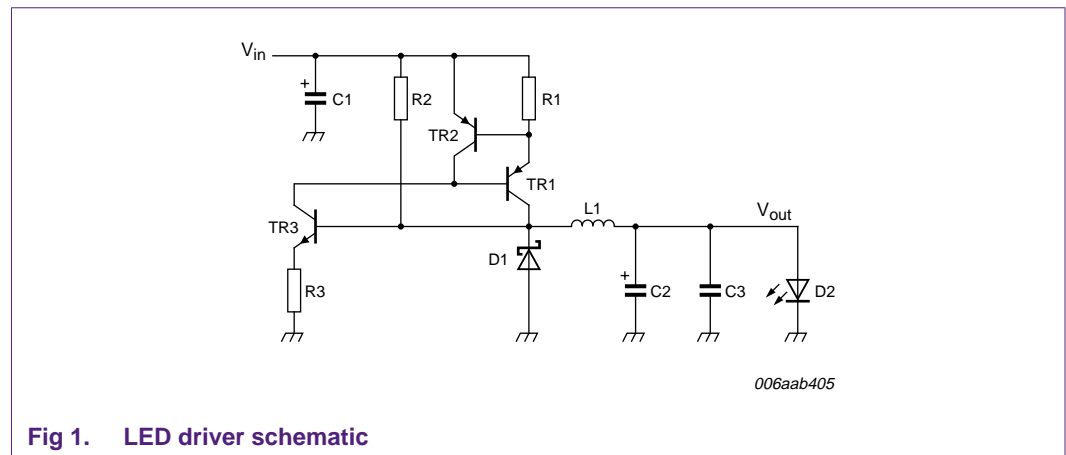 Vin
+
C1
R2
R1
TR2
TR1
L1
Vout
TR3
D1
+
C2
C3
D2
R3
006aab405
Fig 1. LED driver schematic